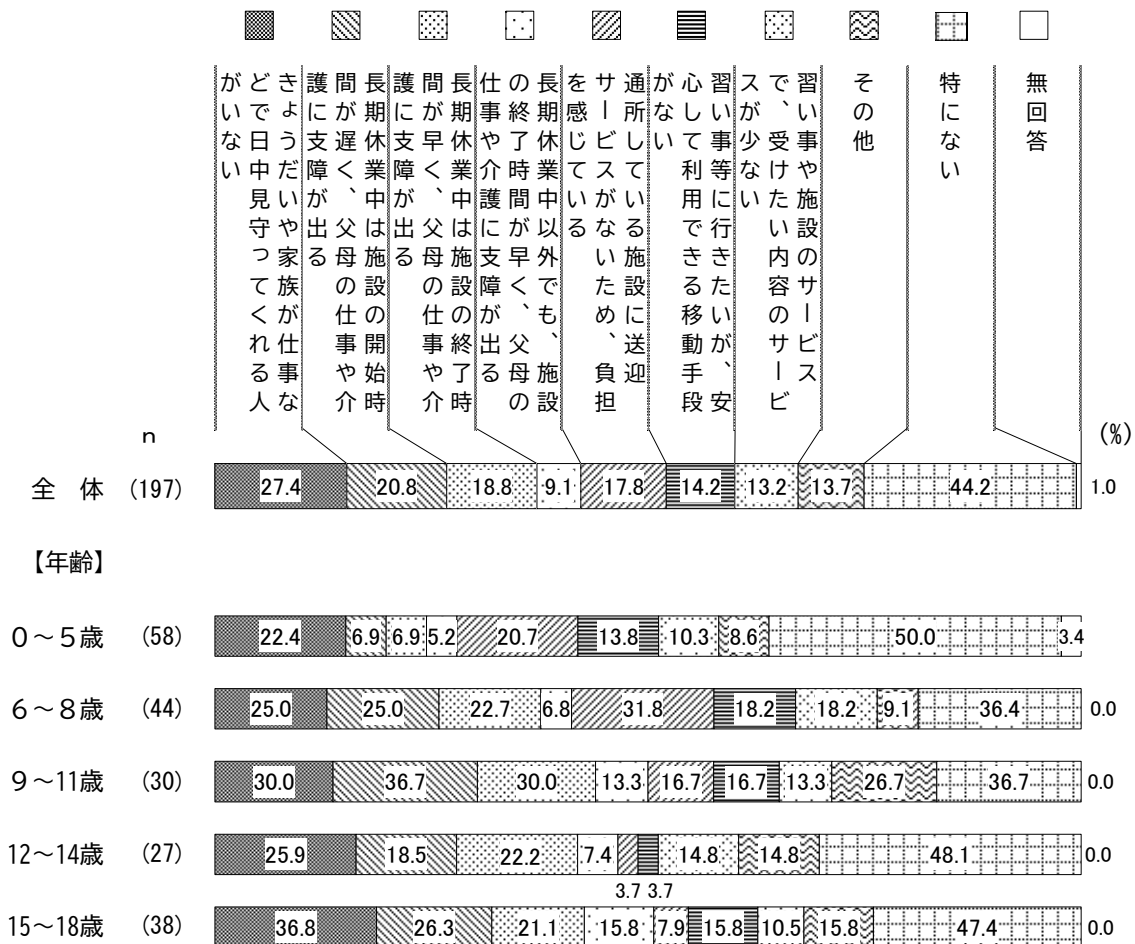 きょうだいや家族が仕事な
どで日中見守ってくれる人
がいない
長期休業中は施設の開始時
間が遅く、父母の仕事や介
護に支障が出る
長期休業中は施設の終了時
間が早く、父母の仕事や介
護に支障が出る
長期休業中以外でも、施設
の終了時間が早く、父母の
仕事や介護に支障が出る
通所している施設に送迎
サービスがないため、負担
を感じている
習い事等に行きたいが、安
心して利用できる移動手段
がない
習い事や施設のサービス
で、受けたい内容のサービ
スが少ない
その他
特にない
無回答
n
(%)
全 体 (197) 27.4 20.8 18.8 9.1 17.8 14.2 13.2 13.7 44.2 1.0
【年齢】
０～５歳 (58) 22.4 6.9 6.9 5.2 20.7 13.8 10.3 8.6 50.0 3.4
６～８歳 (44) 25.0 25.0 22.7 6.8 31.8 18.2 18.2 9.1 36.4 0.0
９～11歳 (30) 30.0 36.7 30.0 13.3 16.7 16.7 13.3 26.7 36.7 0.0
12～14歳 (27) 25.9 18.5 22.2 7.4 14.8 14.8 48.1 0.0
3.7 3.7
15～18歳 (38) 36.8 26.3 21.1 15.8 7.9 15.8 10.5 15.8 47.4 0.0